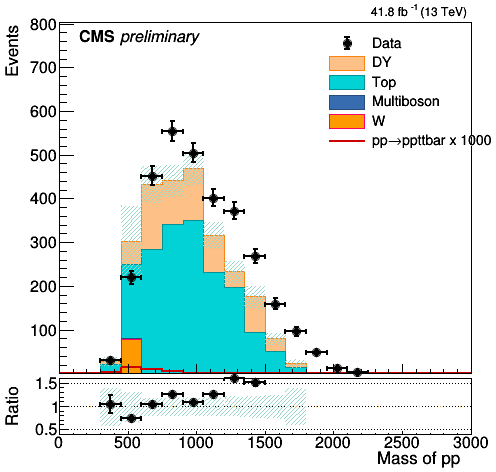 41.8 fb⁻¹ (13 TeV)
CMS preliminary
Events
800
700
600
500
400
300
200
100
Data
DY
Top
Multiboson
W
pp→ppttbar x 1000
Ratio
1.5
1
0.5
0 500 1000 1500 2000 2500 3000
Mass of pp